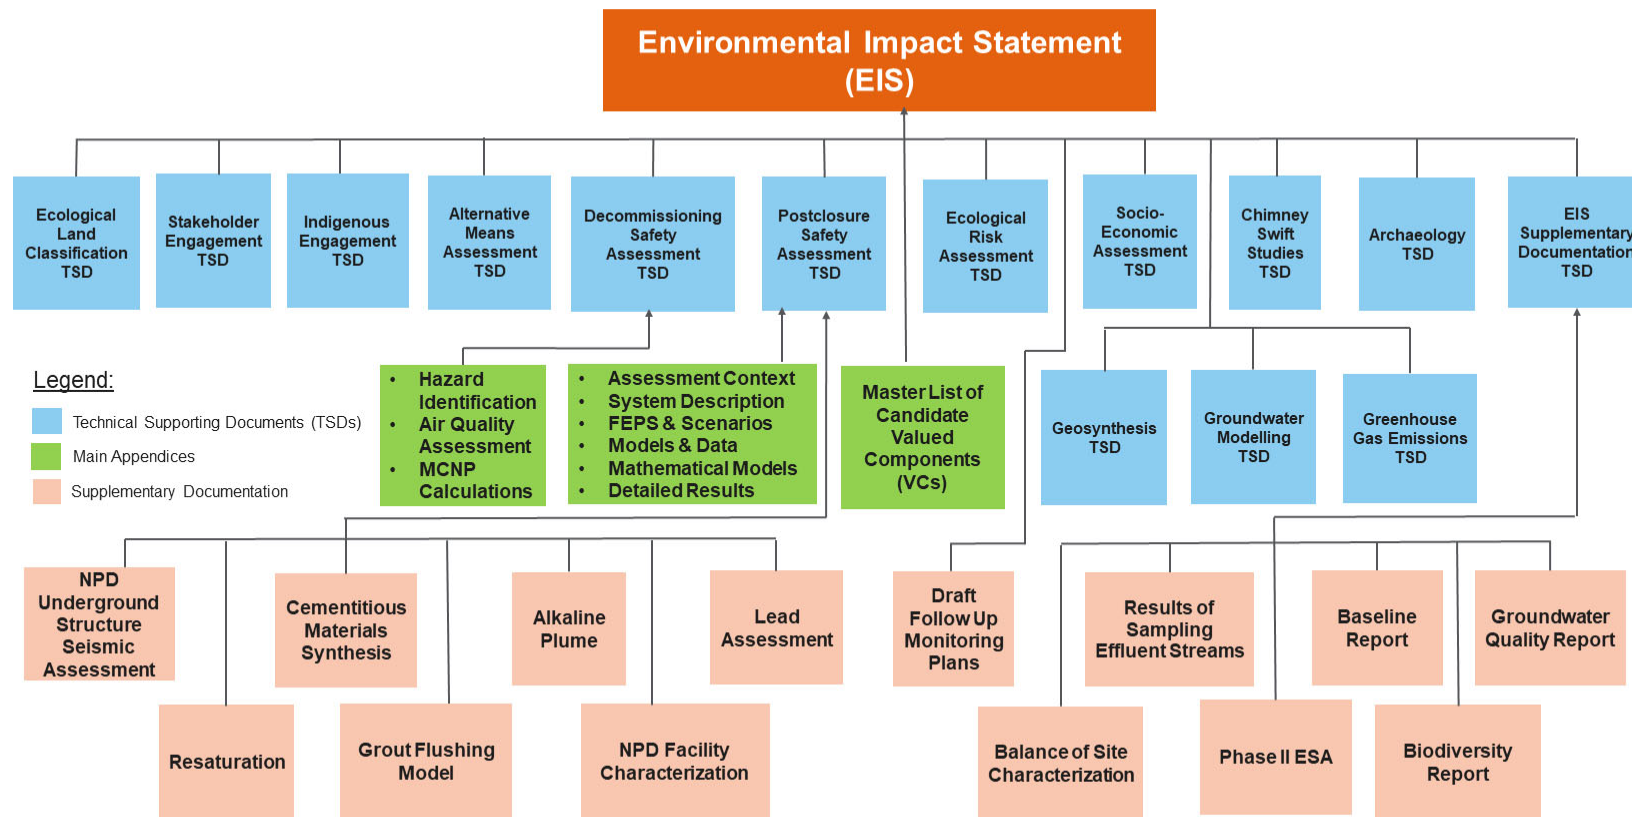 Environmental Impact Statement
(EIS)
Ecological
Land
Classification
TSD
Stakeholder
Engagement
TSD
Indigenous
Engagement
TSD
Alternative
Means
Assessment
TSD
Decommissioning
Safety
Assessment
TSD
Postclosure
Safety
Assessment
TSD
Ecological
Risk
Assessment
TSD
Socio-
Economic
Assessment
TSD
Chimney
Swift
Studies
TSD
Archaeology
TSD
EIS
Supplementary
Documentation
TSD
Legend:
Technical Supporting Documents (TSDs)
Main Appendices
Supplementary Documentation
• Hazard
Identification
• Air Quality
Assessment
• MCNP
Calculations
• Assessment Context
• System Description
• FEPS & Scenarios
• Models & Data
• Mathematical Models
• Detailed Results
Master List of
Candidate
Valued
Components
(VCs)
Geosynthesis
TSD
Groundwater
Modelling
TSD
Greenhouse
Gas Emissions
TSD
NPD
Underground
Structure
Seismic
Assessment
Cementitious
Materials
Synthesis
Alkaline
Plume
Lead
Assessment
Draft
Follow Up
Monitoring
Plans
Results of
Sampling
Effluent Streams
Baseline
Report
Groundwater
Quality Report
Resaturation
Grout Flushing
Model
NPD Facility
Characterization
Balance of Site
Characterization
Phase II ESA
Biodiversity
Report